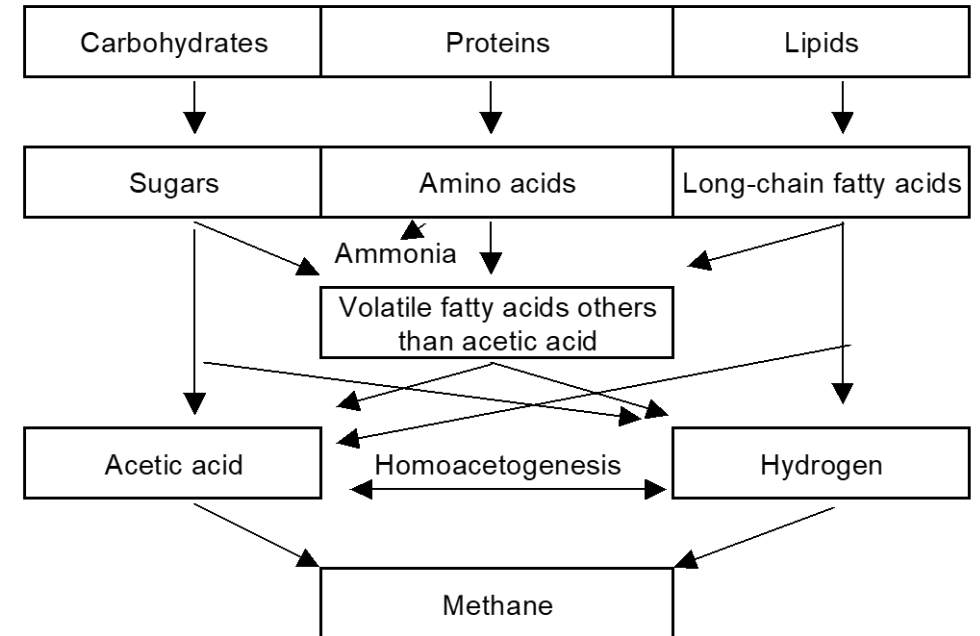 Carbohydrates
Proteins
Lipids
Sugars
Amino acids
Long-chain fatty acids
Ammonia
Volatile fatty acids others
than acetic acid
Acetic acid
Homoacetogenesis
Hydrogen
Methane